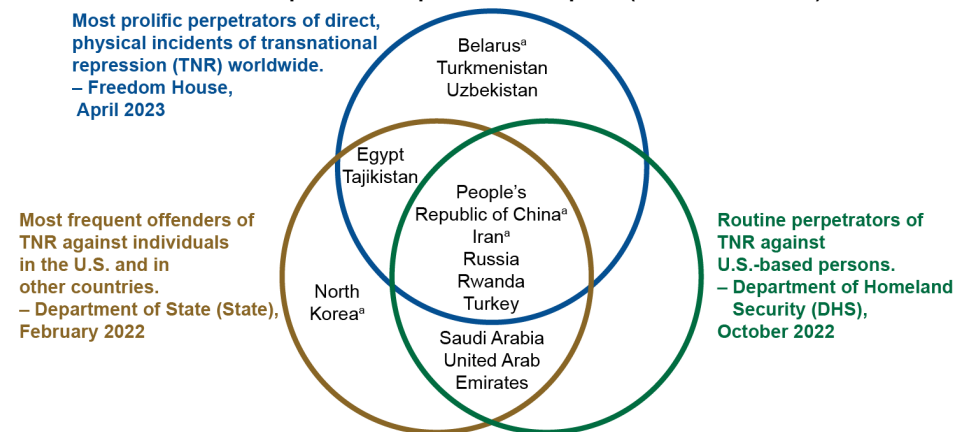 Most prolific perpetrators of direct,
physical incidents of transnational
repression (TNR) worldwide.
– Freedom House,
April 2023
Belarusᵃ
Turkmenistan
Uzbekistan
Egypt
Tajikistan
People's
Republic of Chinaᵃ
Iranᵃ
Russia
Rwanda
Turkey
Most frequent offenders of
TNR against individuals
in the U.S. and in
other countries.
– Department of State (State),
February 2022
North
Koreaᵃ
Routine perpetrators of
TNR against
U.S.-based persons.
– Department of Homeland
Security (DHS),
October 2022
Saudi Arabia
United Arab
Emirates